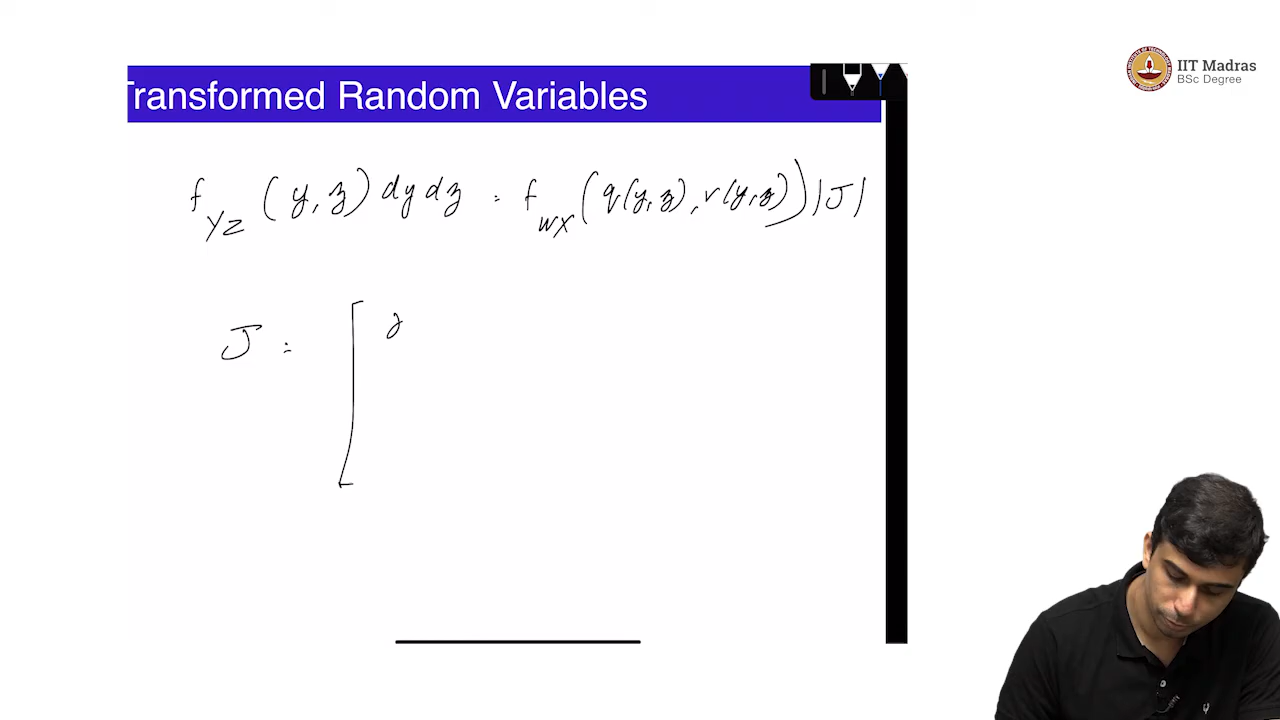 IIT Madras
BSc Degree
Transformed Random Variables
f_YZ (y, z) dy dz = f_WX (q(y, z), r(y, z)) |J|
J = [ ∂